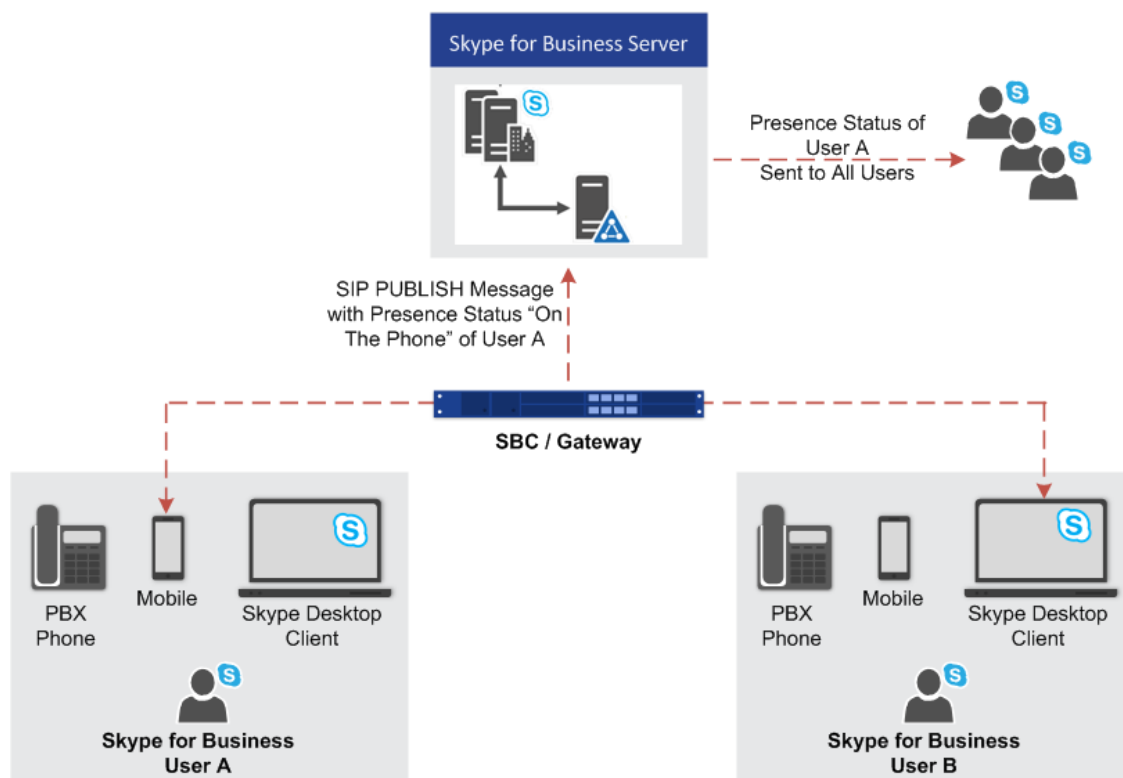 Skype for Business Server
Presence Status of
User A
Sent to All Users
SIP PUBLISH Message
with Presence Status “On
The Phone” of User A
SBC / Gateway
PBX
Phone
Mobile
Skype Desktop
Client
Skype for Business
User A
PBX
Phone
Mobile
Skype Desktop
Client
Skype for Business
User B